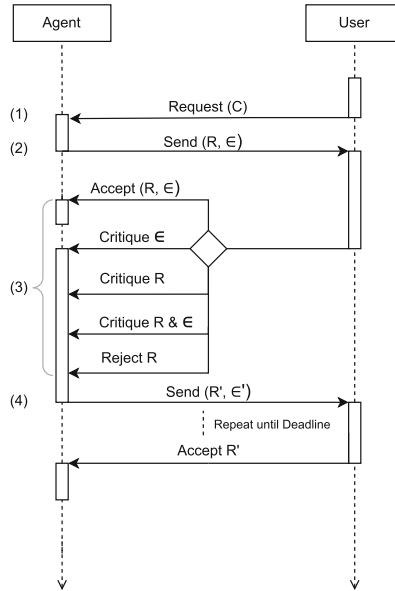 Agent
User
(1)
Request (C)
(2)
Send (R, ∈)
Accept (R, ∈)
Critique ∈
(3)
Critique R
Critique R & ∈
Reject R
(4)
Send (R', ∈')
Repeat until Deadline
Accept R'